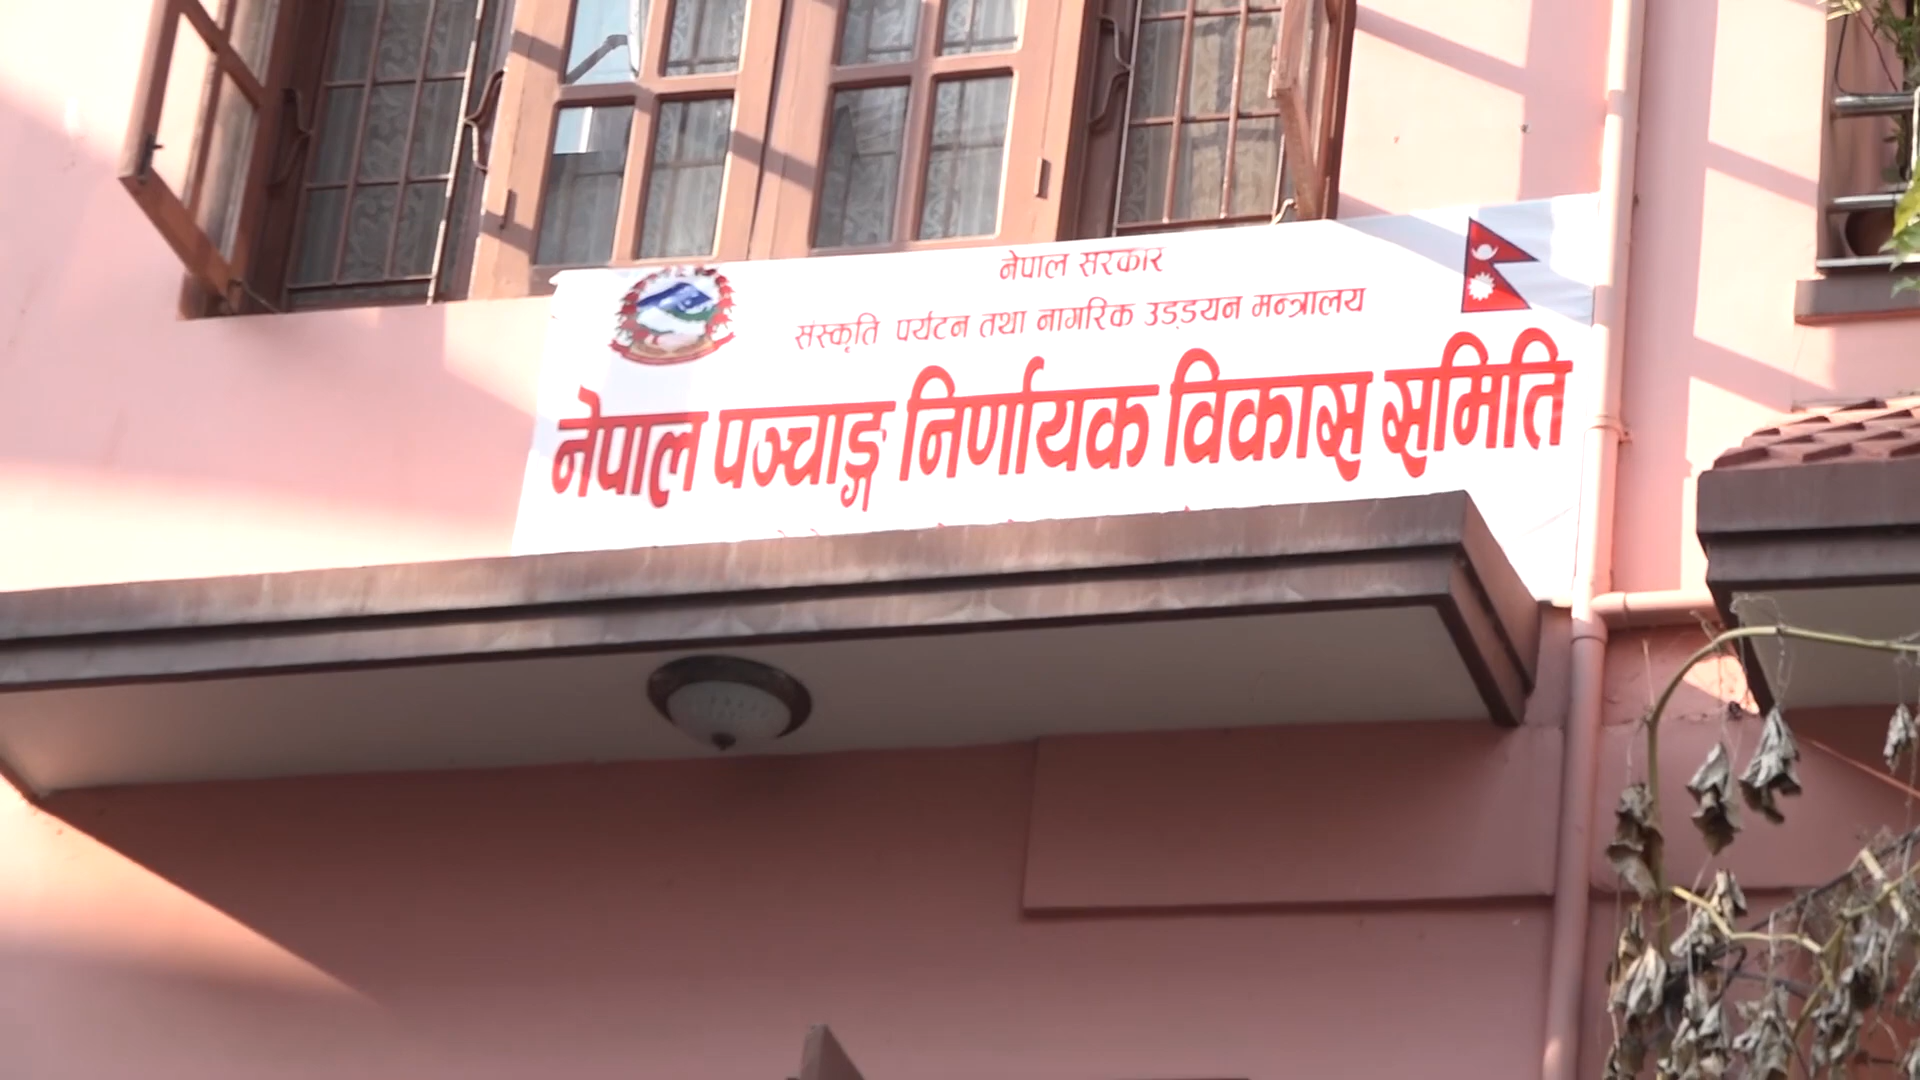 नेपाल सरकार
संस्कृति पर्यटन तथा नागरिक उड्डयन मन्त्रालय
नेपाल पञ्चाङ्ग निर्णायक विकास समिति